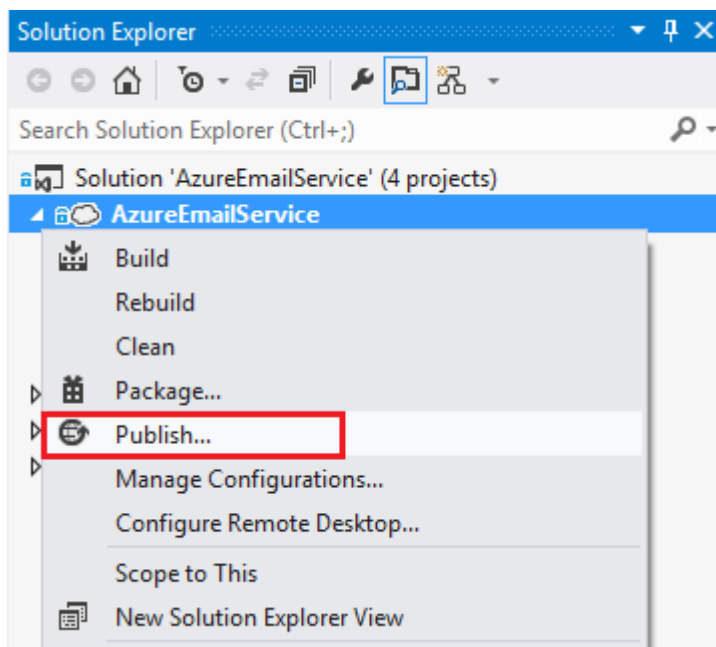 Solution Explorer
Search Solution Explorer (Ctrl+;)
Solution 'AzureEmailService' (4 projects)
AzureEmailService
Build
Rebuild
Clean
Package...
Publish...
Manage Configurations...
Configure Remote Desktop...
Scope to This
New Solution Explorer View